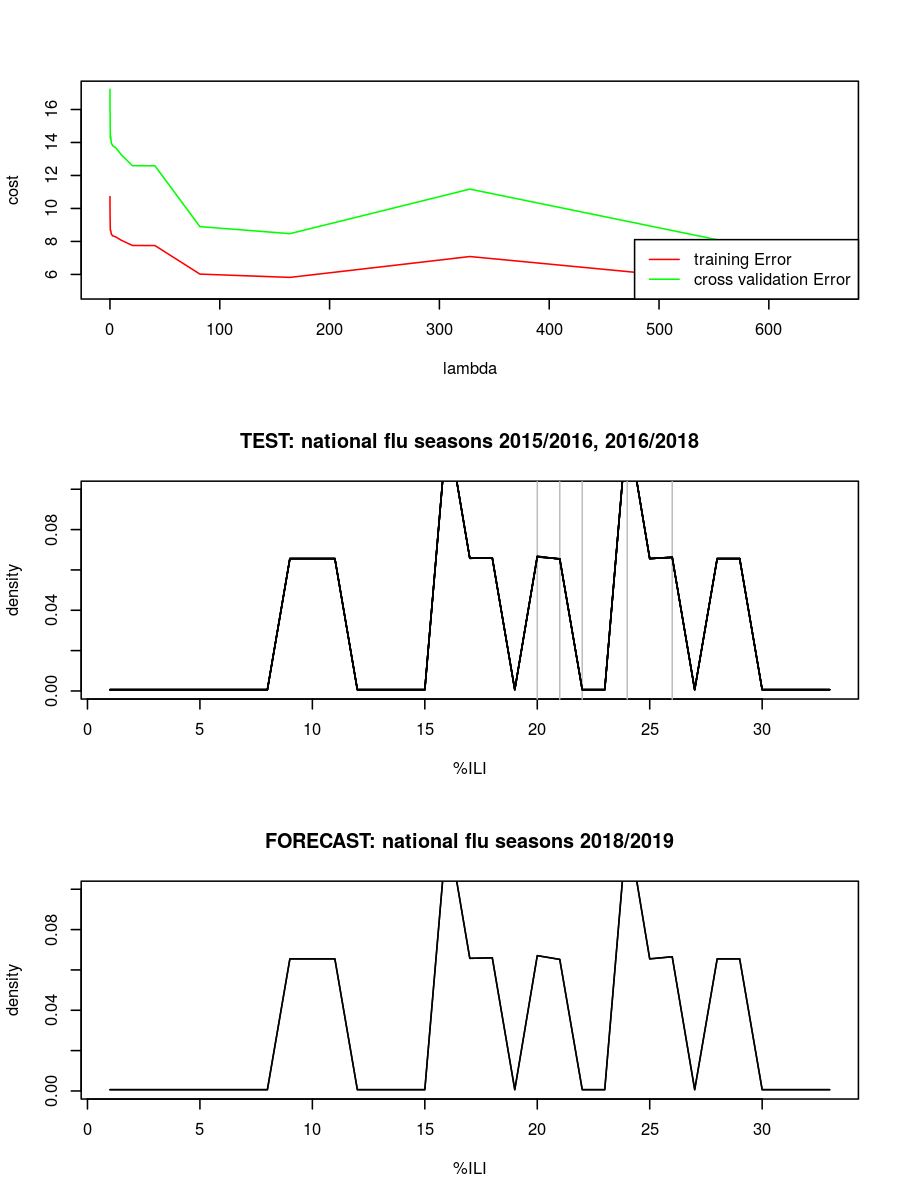 16
14
12
10
8
6
cost
training Error
cross validation Error
0 100 200 300 400 500 600
lambda
TEST: national flu seasons 2015/2016, 2016/2018
0.08
0.04
0.00
density
0 5 10 15 20 25 30
%ILI
FORECAST: national flu seasons 2018/2019
0.08
0.04
0.00
density
0 5 10 15 20 25 30
%ILI